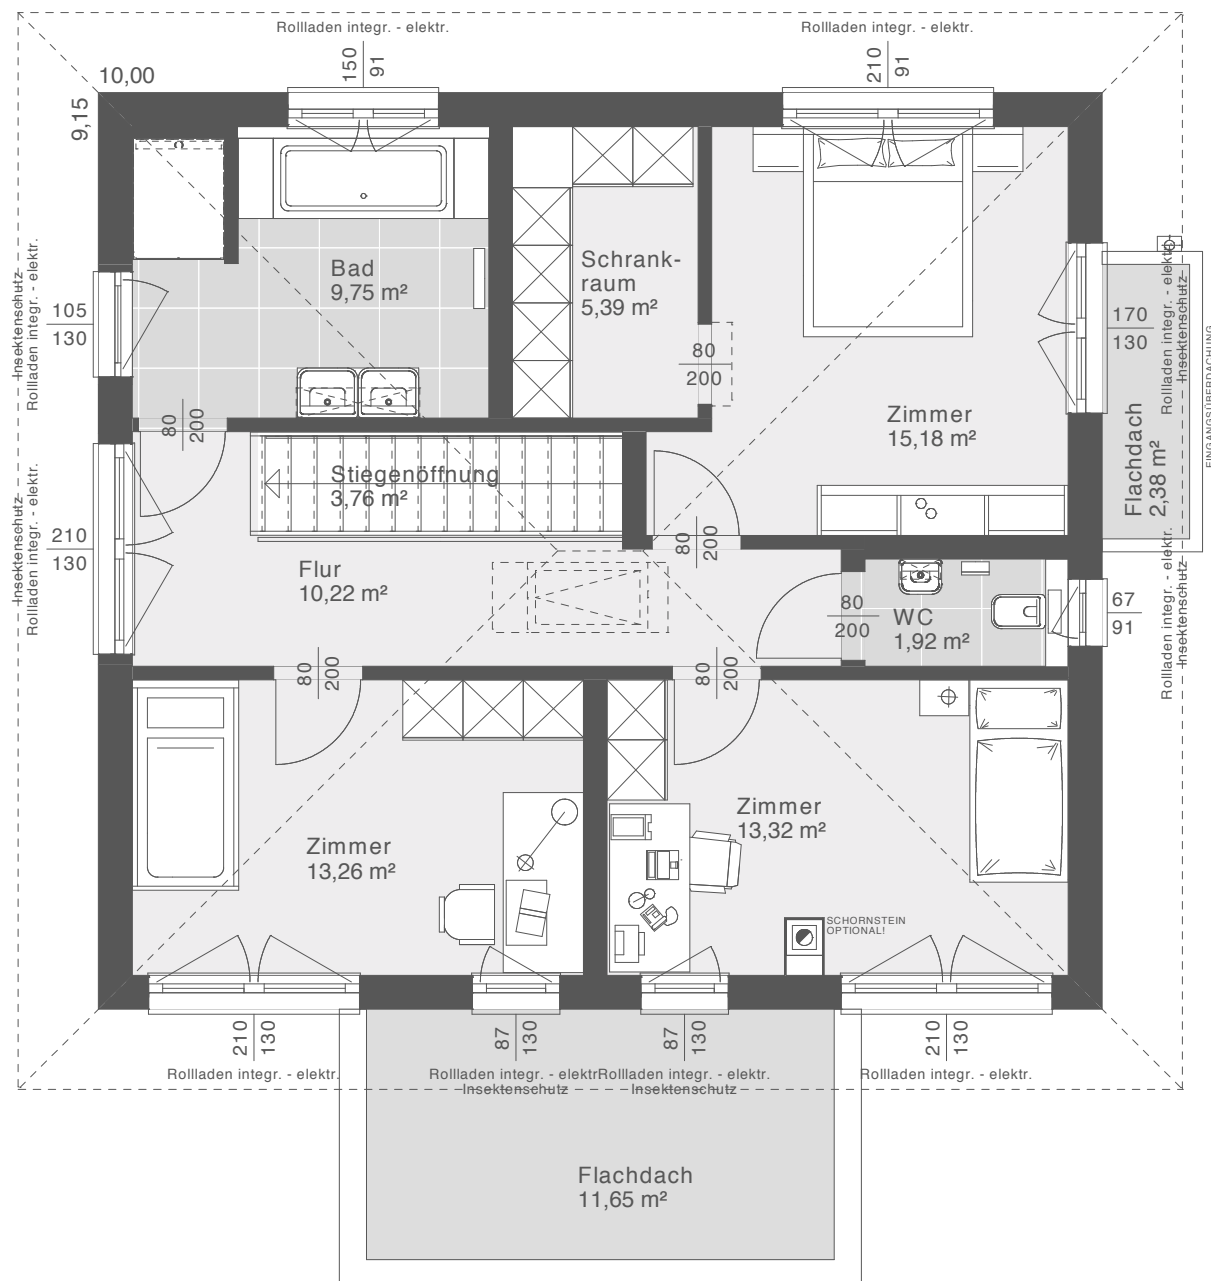 Rollladen integr. - elektr.
Rollladen integr. - elektr.
150
91
210
91
10,00
9,15
Bad
9,75 m²
Schrank-
raum
5,39 m²
Insektenschutz
Rollladen integr. - elektr.
105
130
80
200
170
130
Rollladen integr. - elektr.
Insektenschutz
EINGANGSÜBERDACHUNG
Zimmer
15,18 m²
Flachdach
2,38 m²
80
200
Stiegenöffnung
3,76 m²
Insektenschutz
Rollladen integr. - elektr.
210
130
80
200
Flur
10,22 m²
80
200
WC
1,92 m²
67
91
Rollladen integr. - elektr.
Insektenschutz
80
200
80
200
Zimmer
13,26 m²
Zimmer
13,32 m²
SCHORNSTEIN
OPTIONAL!
210
130
87
130
87
130
210
130
Rollladen integr. - elektr.
Rollladen integr. - elektr.
Insektenschutz
Rollladen integr. - elektr.
Insektenschutz
Rollladen integr. - elektr.
Flachdach
11,65 m²